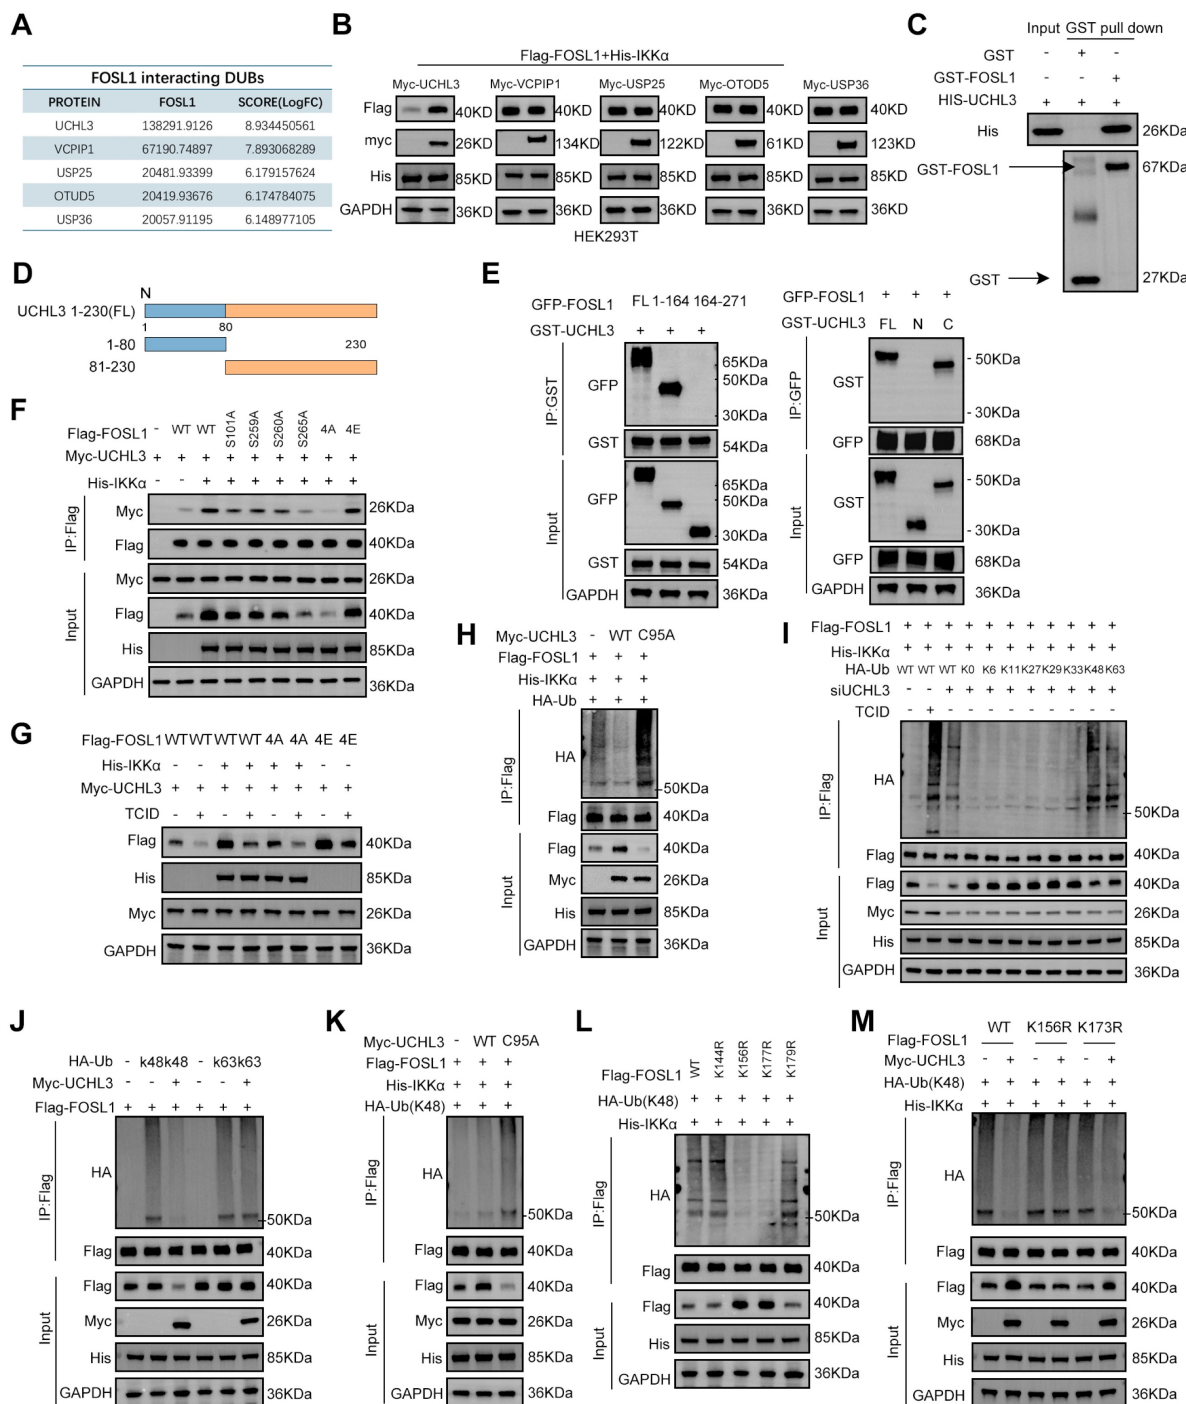 A
FOSL1 interacting DUBs
PROTEIN FOSL1 SCORE(LogFC)
UCHL3 138291.9126 8.934450561
VCPIP1 67190.74897 7.893068289
USP25 20481.93399 6.179157624
OTUD5 20419.93676 6.174784075
USP36 20057.91195 6.148977105
B
Flag-FOSL1+His-IKKα
Myc-UCHL3 Myc-VCPIP1 Myc-USP25 Myc-OTOD5 Myc-USP36
Flag 40KD 40KD 40KD 40KD 40KD
myc 26KD 134KD 122KD 61KD 123KD
His 85KD 85KD 85KD 85KD 85KD
GAPDH 36KD 36KD 36KD 36KD 36KD
HEK293T
C
Input GST pull down
GST - + -
GST-FOSL1 - - +
HIS-UCHL3 + + +
His 26KDa
GST-FOSL1 67KDa
GST 27KDa
D
N
UCHL3 1-230(FL)
1 80
1-80 230
81-230
E
GFP-FOSL1 FL 1-164 164-271
GST-UCHL3 + + +
IP:GST
GFP 65KDa
50KDa
30KDa
GST 54KDa
Input
GFP 65KDa
50KDa
30KDa
GST 54KDa
GAPDH 36KDa
GFP-FOSL1 + + +
GST-UCHL3 FL N C
IP:GFP
GST - 50KDa
- 30KDa
GFP 68KDa
Input
GST - 50KDa
- 30KDa
GFP 68KDa
GAPDH 36KDa
F
Flag-FOSL1 - WT WT S101A S259A S260A S265A 4A 4E
Myc-UCHL3 + + + + + + + + +
His-IKKα - - + + + + + + +
IP:Flag
Myc 26KDa
Flag 40KDa
Input
Myc 26KDa
Flag 40KDa
His 85KDa
GAPDH 36KDa
G
Flag-FOSL1 WT WT WT WT 4A 4A 4E 4E
His-IKKα - - + + + + - -
Myc-UCHL3 + + + + + + + +
TCID - + - + - + - +
Flag 40KDa
His 85KDa
Myc 26KDa
GAPDH 36KDa
H
Myc-UCHL3 - WT C95A
Flag-FOSL1 + + +
His-IKKα + + +
HA-Ub + + +
IP:Flag
HA
50KDa
Flag 40KDa
Input
Flag 40KDa
Myc 26KDa
His 85KDa
GAPDH 36KDa
I
Flag-FOSL1 + + + + + + + + + + +
His-IKKα + + + + + + + + + + +
HA-Ub WT WT WT K0 K6 K11 K27 K29 K33 K48 K63
siUCHL3 - - + + + + + + + + +
TCID - + - - - - - - - - -
IP:Flag
HA
50KDa
Flag 40KDa
Input
Flag 40KDa
Myc 26KDa
His 85KDa
GAPDH 36KDa
J
HA-Ub - k48 k48 - k63 k63
Myc-UCHL3 - - + - - +
Flag-FOSL1 + + + + + +
IP:Flag
HA
50KDa
Flag 40KDa
Input
Flag 40KDa
Myc 26KDa
His 85KDa
GAPDH 36KDa
K
Myc-UCHL3 - WT C95A
Flag-FOSL1 + + +
His-IKKα + + +
HA-Ub(K48) + + +
IP:Flag
HA
50KDa
Flag 40KDa
Input
Flag 40KDa
Myc 26KDa
His 85KDa
GAPDH 36KDa
L
Flag-FOSL1 WT K144R K156R K177R K179R
HA-Ub(K48) + + + + +
His-IKKα + + + + +
IP:Flag
HA
50KDa
Flag 40KDa
Input
Flag 40KDa
His 85KDa
GAPDH 36KDa
M
WT K156R K173R
Flag-FOSL1
Myc-UCHL3 - + - + - +
HA-Ub(K48) + + + + + +
His-IKKα + + + + + +
IP:Flag
HA
50KDa
Flag 40KDa
Input
Flag 40KDa
Myc 26KDa
His 85KDa
GAPDH 36KDa